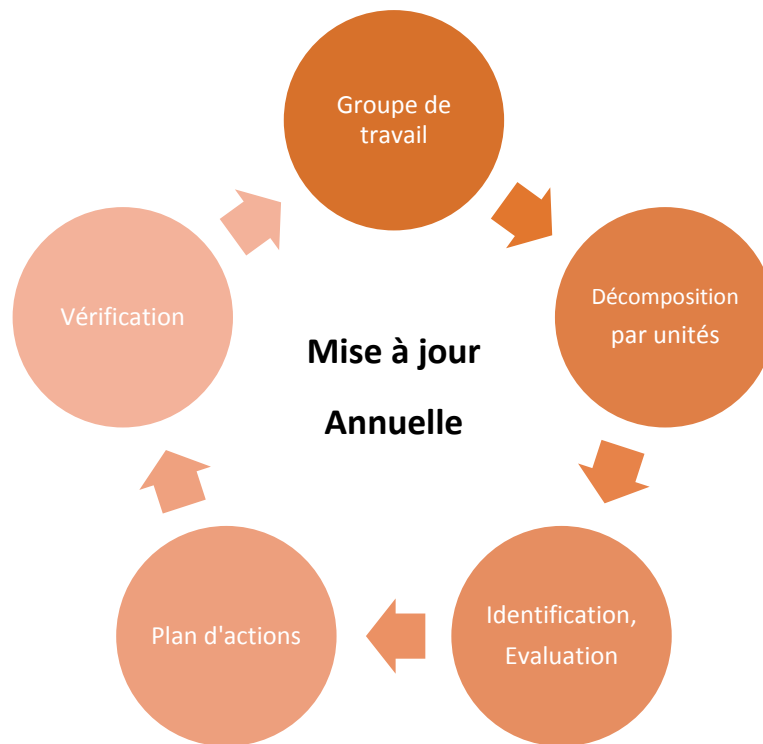 Groupe de
travail
Décomposition
par unités
Identification,
Evaluation
Plan d'actions
Vérification
Mise à jour
Annuelle